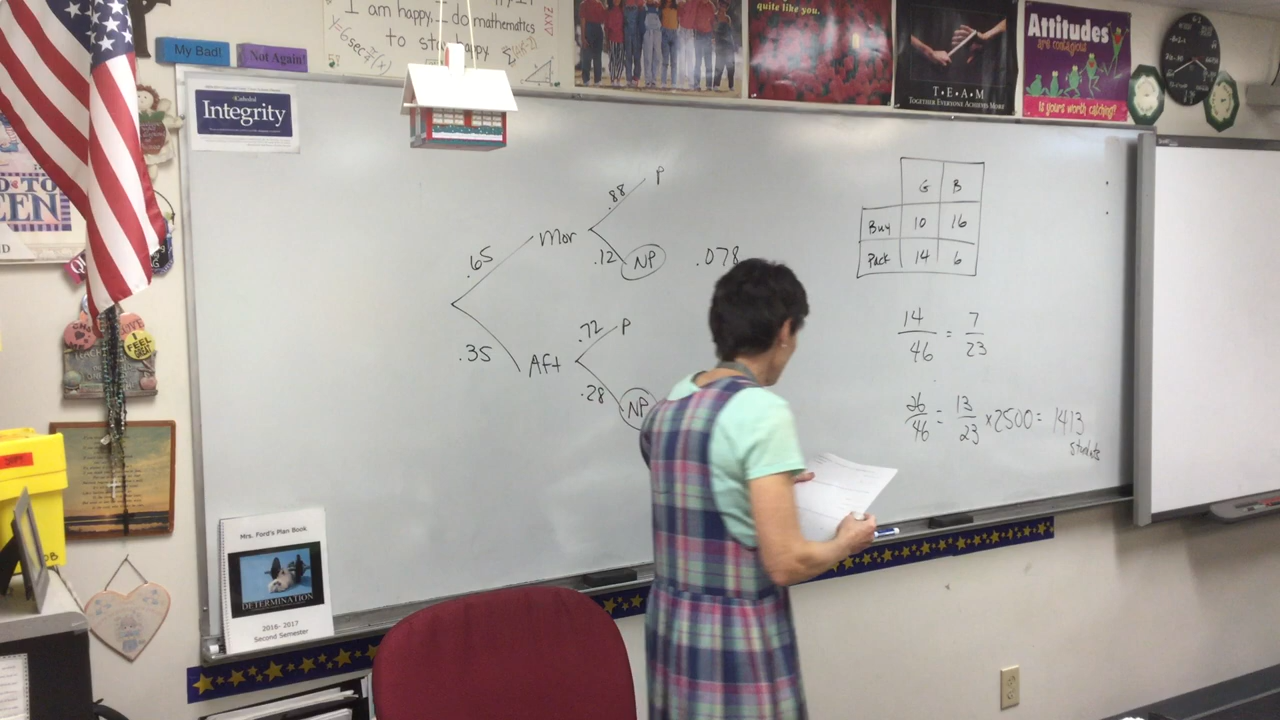 My Bad!
Not Again!
I am happy, I do mathematics
to stay happy.
quite like you.
T•E•A•M
TOGETHER EVERYONE ACHIEVES MORE
Attitudes
are contagious
Is yours worth catching?
Integrity
.65
Mor
.88
P
.12
NP
.078
.35
Aft
.72
P
.28
NP
G B
Buy 10 16
Pack 14 6
14/46 = 7/23
26/46 = 13/23 ×2500 = 1413
students
I FEEL GREAT
Mrs. Ford's Plan Book
DETERMINATION
2016- 2017
Second Semester